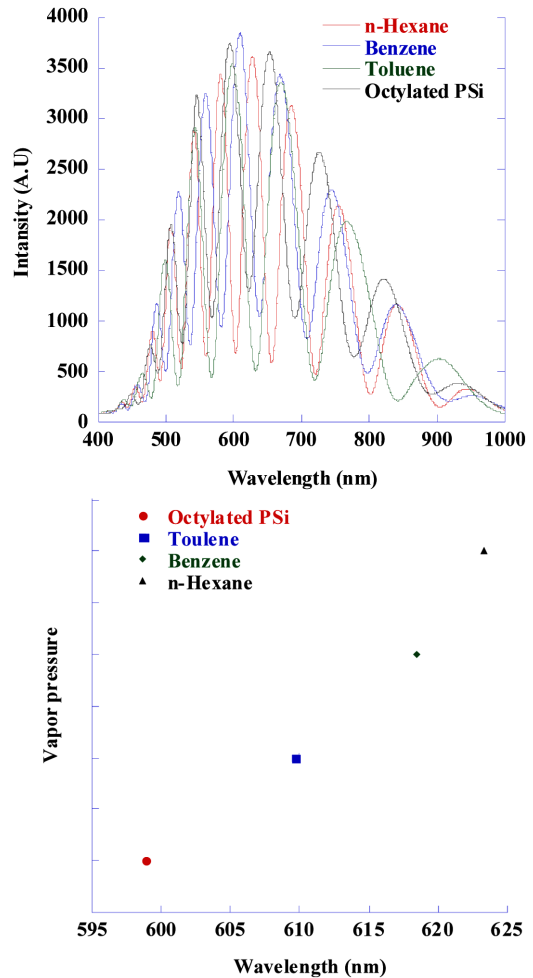 4000
3500
3000
2500
2000
1500
1000
500
0
Intansity (A.U)
n-Hexane
Benzene
Toluene
Octylated PSi
400 500 600 700 800 900 1000
Wavelength (nm)
Octylated PSi
Toulene
Benzene
n-Hexane
Vapor pressure
595 600 605 610 615 620 625
Wavelength (nm)